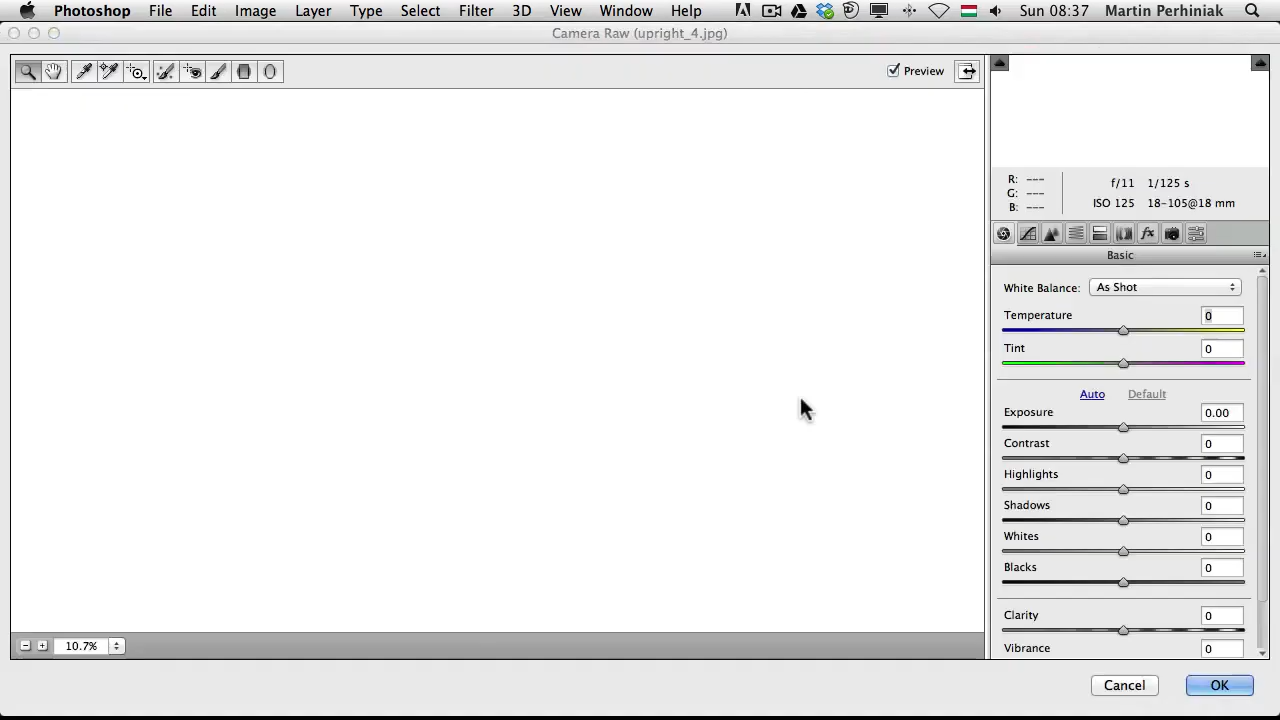 Photoshop File Edit Image Layer Type Select Filter 3D View Window Help Sun 08:37 Martin Perhiniak
Camera Raw (upright_4.jpg)
Preview
R: ---
G: ---
B: ---
f/11 1/125 s
ISO 125 18-105@18 mm
Basic
White Balance: As Shot
Temperature 0
Tint 0
Auto Default
Exposure 0.00
Contrast 0
Highlights 0
Shadows 0
Whites 0
Blacks 0
Clarity 0
Vibrance 0
10.7%
Cancel OK